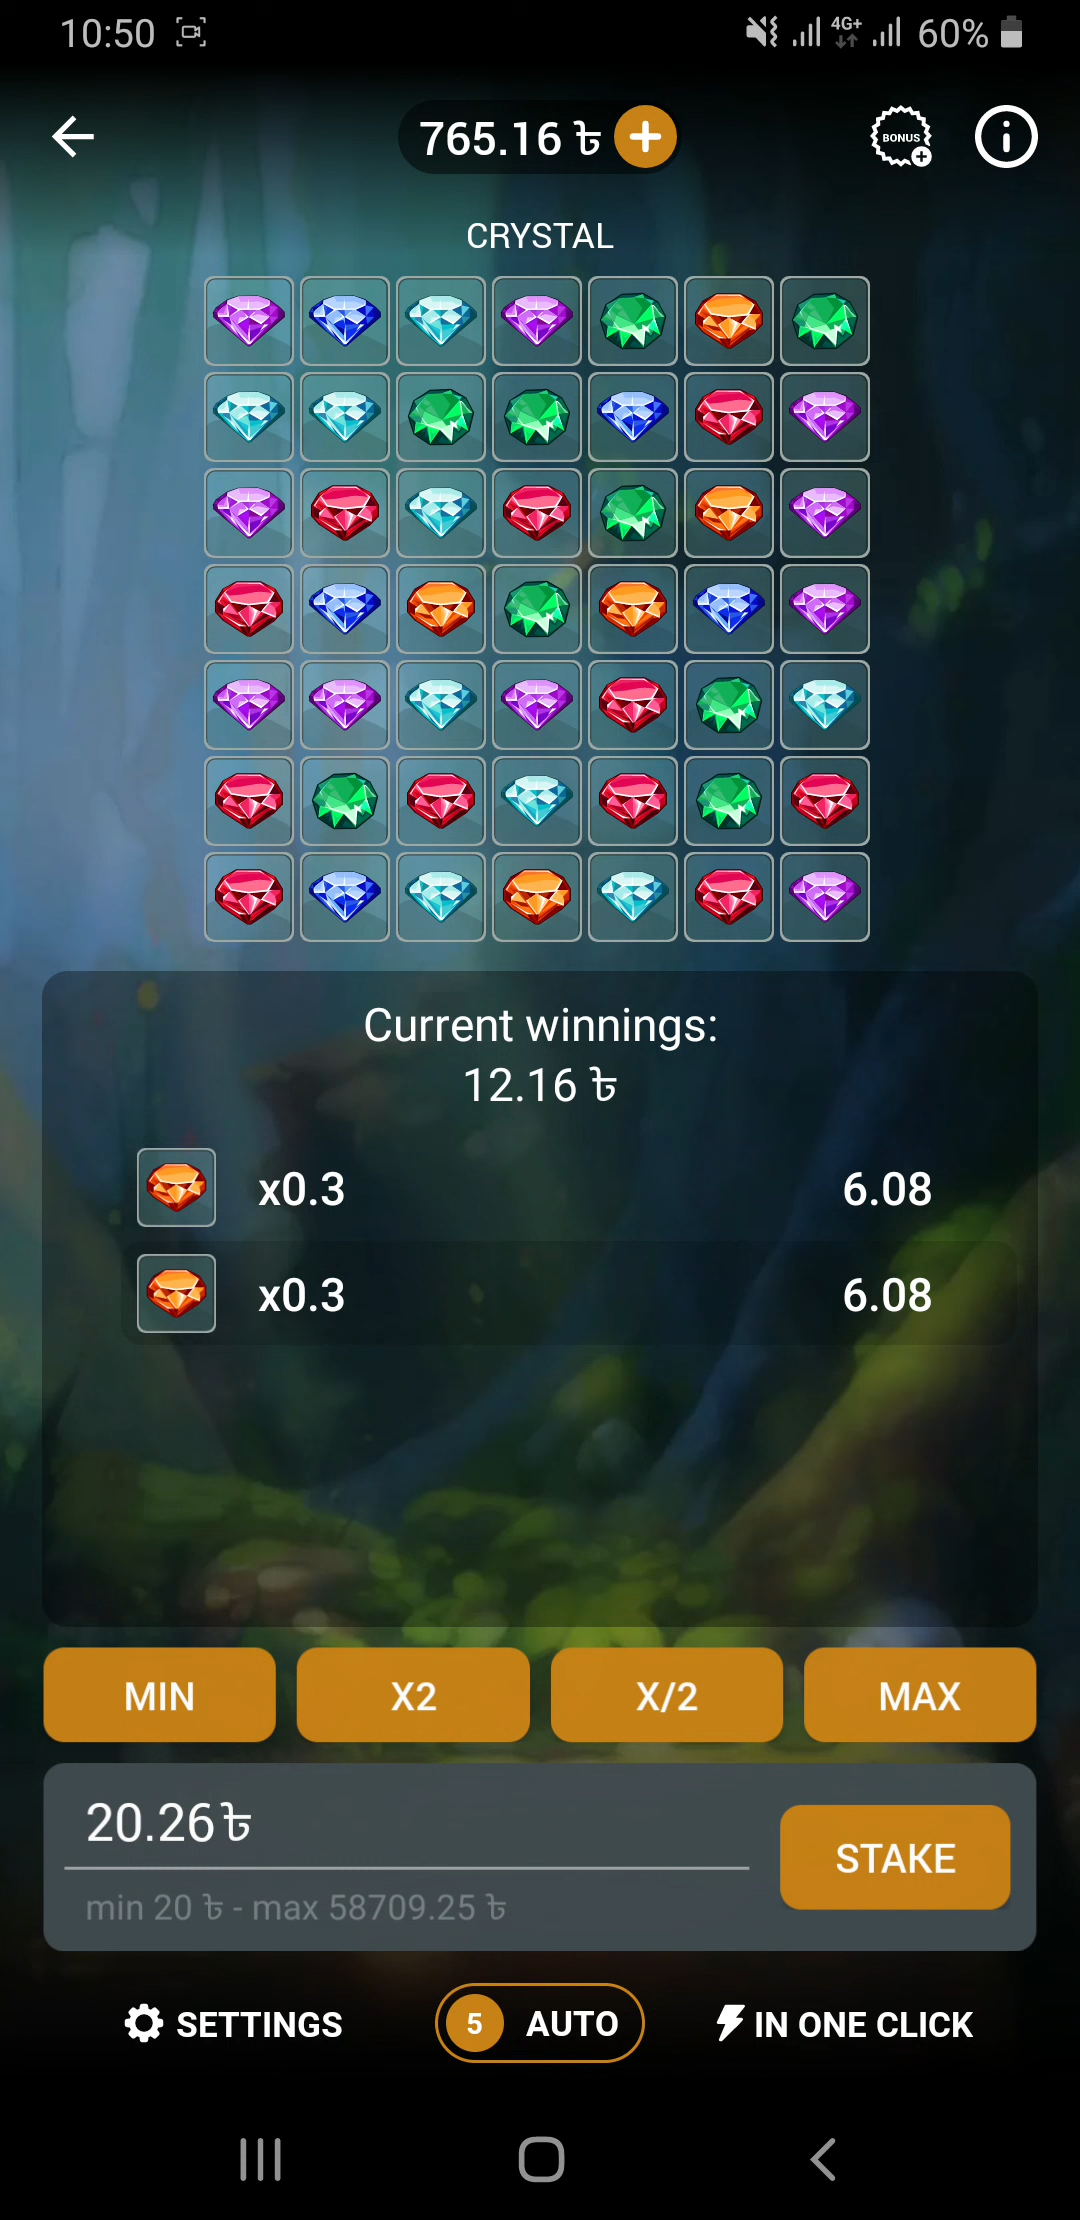 10:50 4G+ 60%
765.16 ৳ +
BONUS
CRYSTAL
Current winnings:
12.16 ৳
x0.3 6.08
x0.3 6.08
MIN X2 X/2 MAX
20.26৳
STAKE
min 20 ৳ - max 58709.25 ৳
SETTINGS 5 AUTO IN ONE CLICK